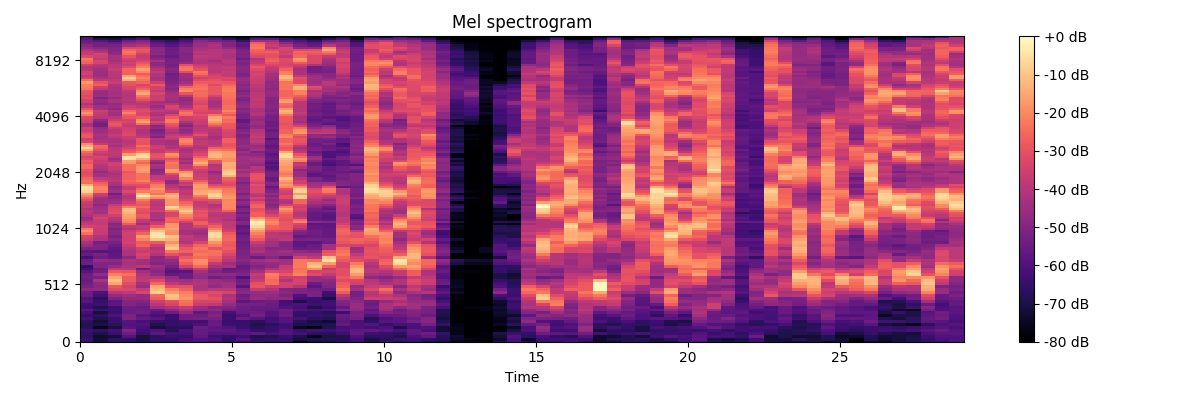 Mel spectrogram
8192
4096
2048
1024
512
0
Hz
0 5 10 15 20 25
Time
+0 dB
-10 dB
-20 dB
-30 dB
-40 dB
-50 dB
-60 dB
-70 dB
-80 dB